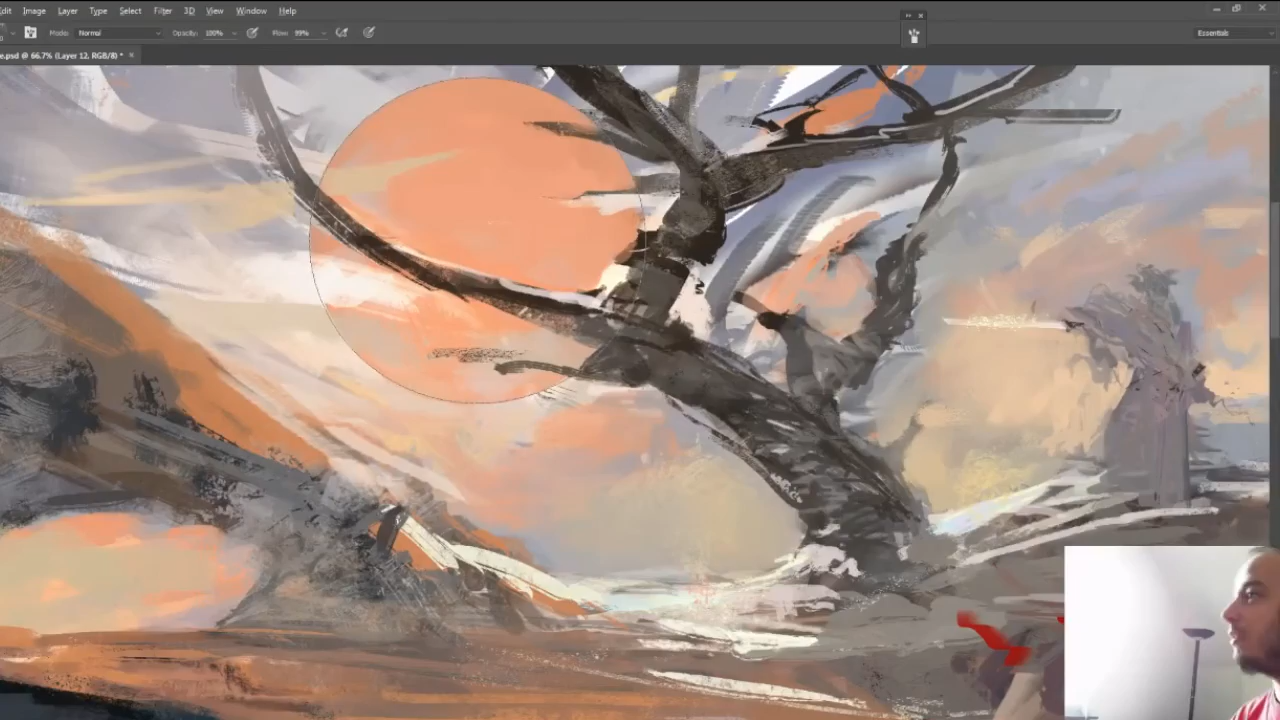 Edit Image Layer Type Select Filter 3D View Window Help
Mode: Normal Opacity: 100% Flow: 99% Essentials
e.psd @ 66.7% (Layer 12, RGB/8) *